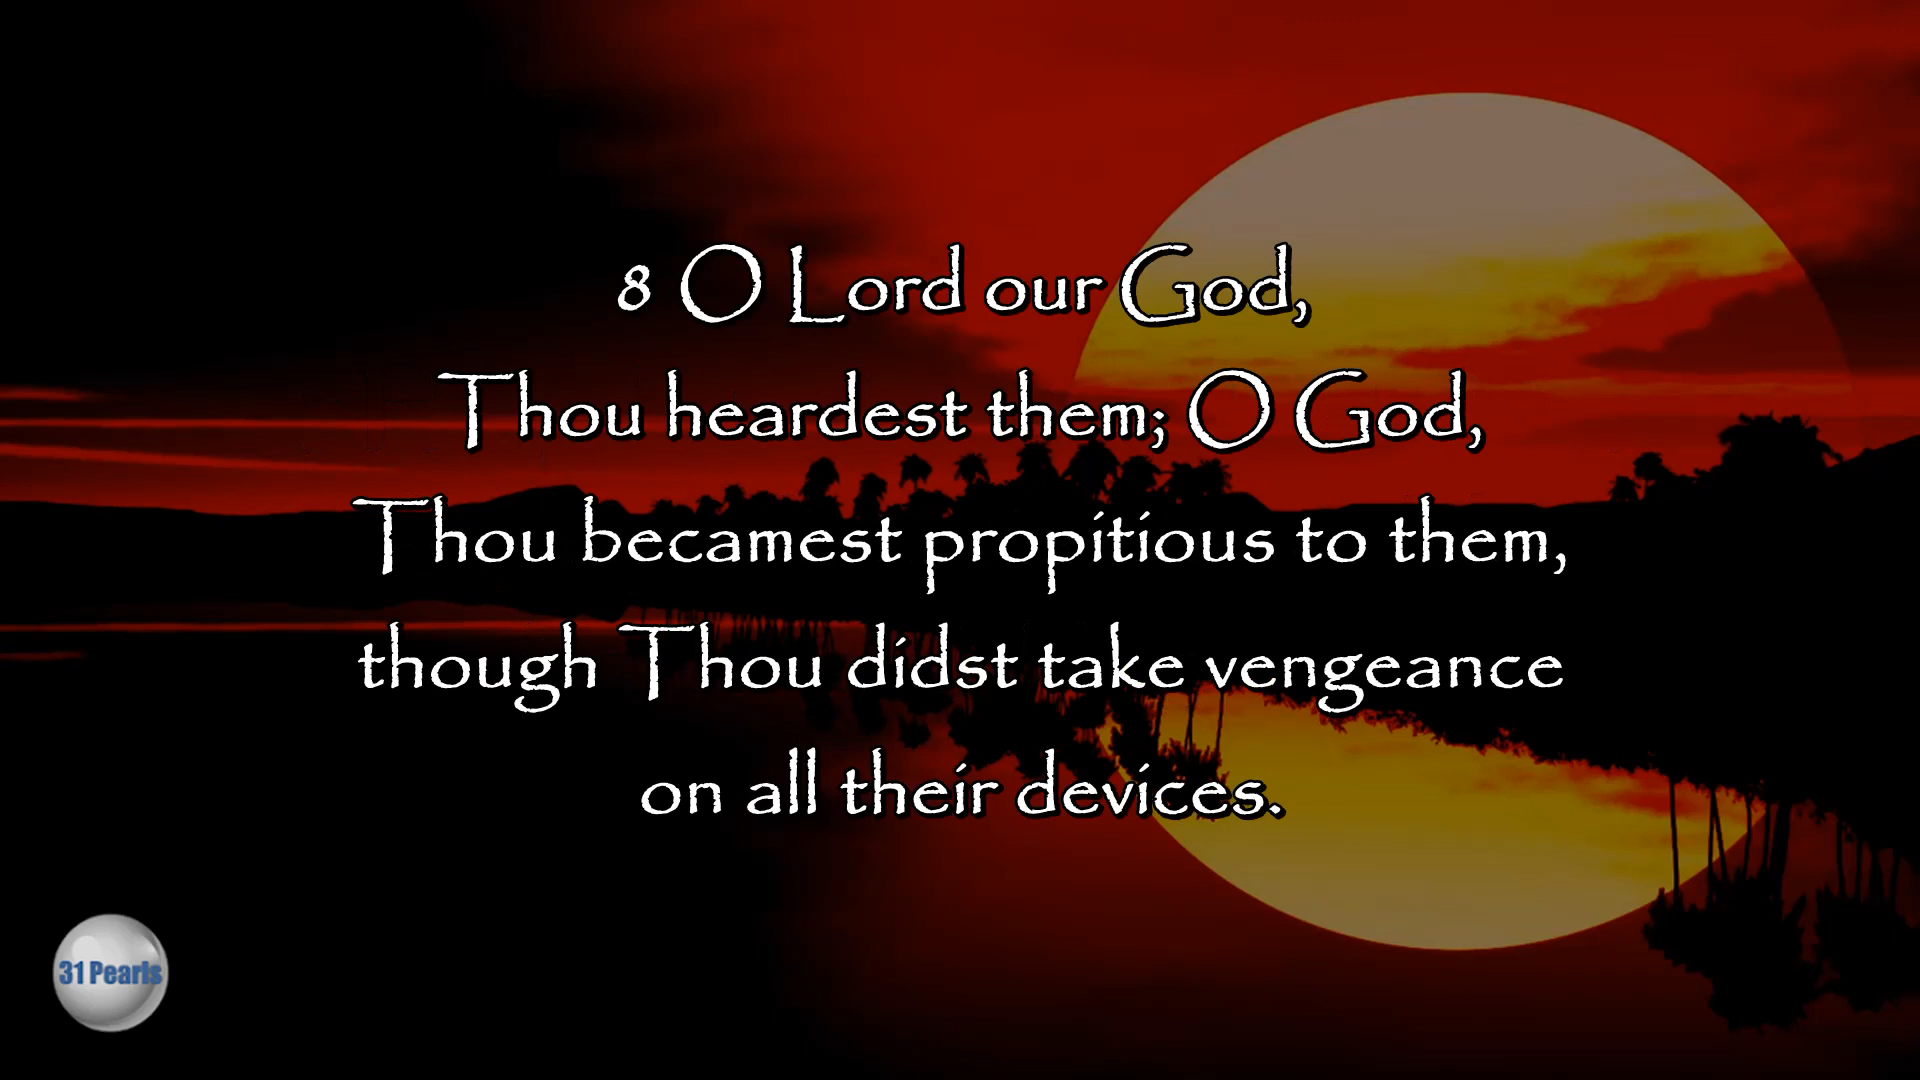 8 O Lord our God,
Thou heardest them; O God,
Thou becamest propitious to them,
though Thou didst take vengeance
on all their devices.
31 Pearls